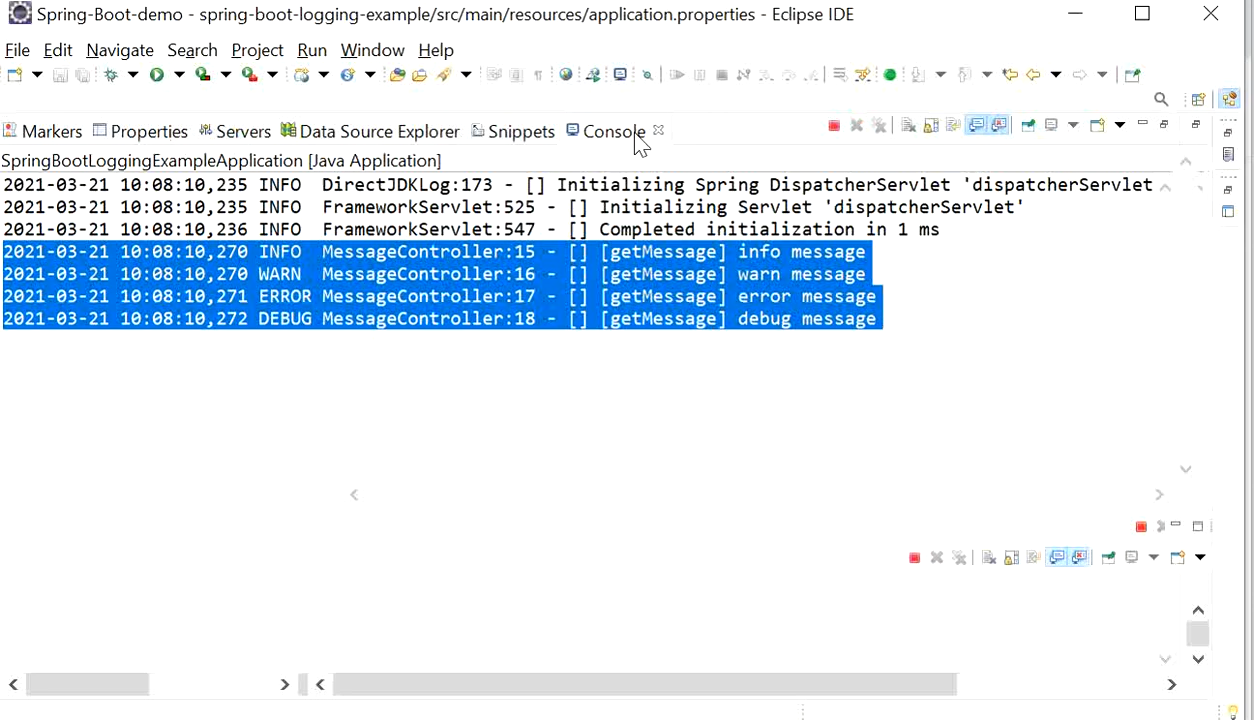 Spring-Boot-demo - spring-boot-logging-example/src/main/resources/application.properties - Eclipse IDE
File Edit Navigate Search Project Run Window Help
Markers Properties Servers Data Source Explorer Snippets Console
SpringBootLoggingExampleApplication [Java Application]
2021-03-21 10:08:10,235 INFO DirectJDKLog:173 - [] Initializing Spring DispatcherServlet 'dispatcherServlet
2021-03-21 10:08:10,235 INFO FrameworkServlet:525 - [] Initializing Servlet 'dispatcherServlet'
2021-03-21 10:08:10,236 INFO FrameworkServlet:547 - [] Completed initialization in 1 ms
2021-03-21 10:08:10,270 INFO MessageController:15 - [] [getMessage] info message
2021-03-21 10:08:10,270 WARN MessageController:16 - [] [getMessage] warn message
2021-03-21 10:08:10,271 ERROR MessageController:17 - [] [getMessage] error message
2021-03-21 10:08:10,272 DEBUG MessageController:18 - [] [getMessage] debug message